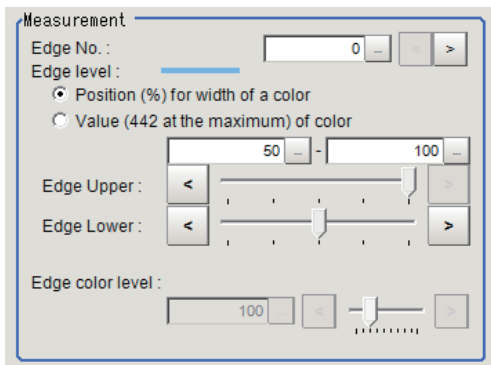 Measurement
Edge No. : 0 ... < >
Edge level :
Position (%) for width of a color
Value (442 at the maximum) of color
50 ... - 100 ...
Edge Upper : < >
Edge Lower : < >
Edge color level :
100 ... < >